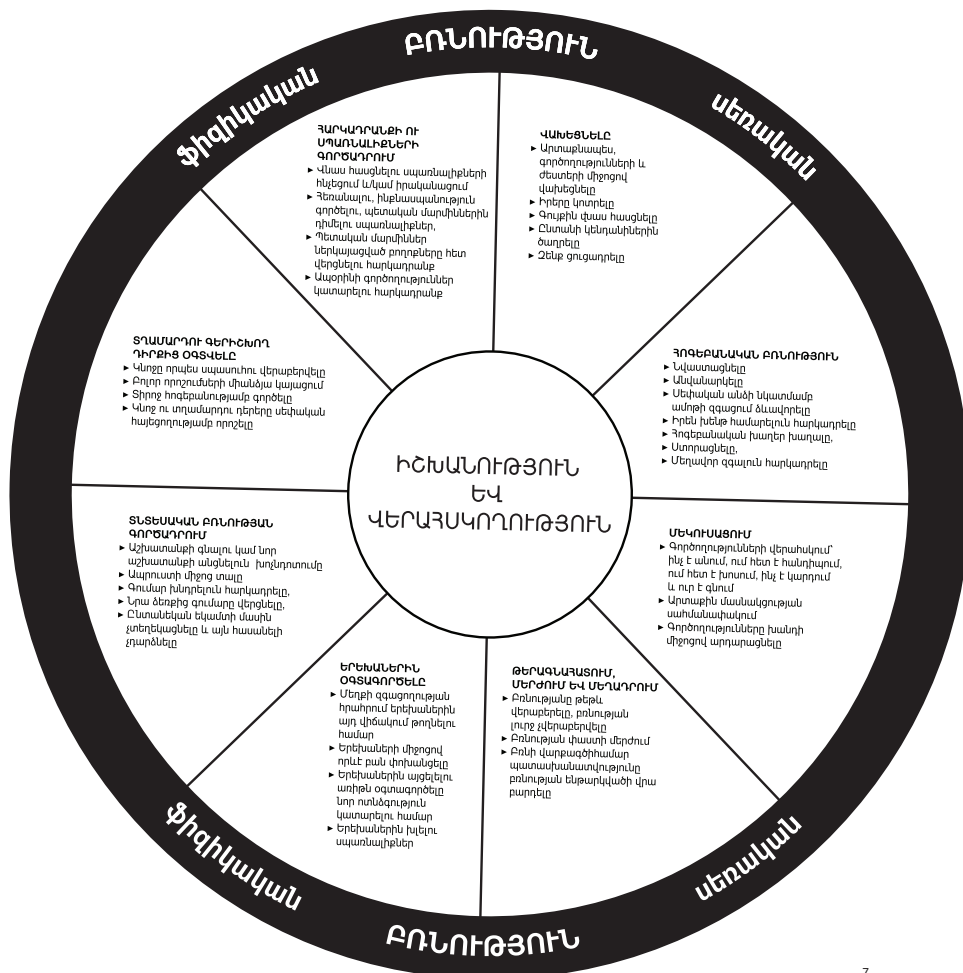 ԲՌՆՈՒԹՅՈՒՆ
ֆիզիկական
սեռական
ՀԱՐԿԱԴՐԱՆՔԻ ՈՒ
ՍՊԱՌՆԱԼԻՔՆԵՐԻ
ԳՈՐԾԱԴՐՈՒՄ
▸ Վնաս հասցնելու սպառնալիքների
հնչեցում և/կամ իրականացում
▸ Հեռանալու, ինքնասպանություն
գործելու, պետական մարմիններին
դիմելու սպառնալիքներ,
▸ Պետական մարմիններ
ներկայացված բողոքները հետ
վերցնելու հարկադրանք
▸ Ապօրինի գործողություններ
կատարելու հարկադրանք
ՎԱԽԵՑՆԵԼԸ
▸ Արտաքնապես,
գործողությունների և
ժեստերի միջոցով
վախեցնելը
▸ Իրերը կոտրելը
▸ Գույքին վնաս հասցնելը
▸ Ընտանի կենդանիներին
ծաղրելը
▸ Զենք ցուցադրելը
ՏՂԱՄԱՐԴՈՒ ԳԵՐԻՇԽՈՂ
ԴԻՐՔԻՑ ՕԳՏՎԵԼԸ
▸ Կնոջը որպես սպասուհու վերաբերվելը
▸ Բոլոր որոշումների միանձյա կայացում
▸ Տիրոջ հոգեբանությամբ գործելը
▸ Կնոջ ու տղամարդու դերերը սեփական
հայեցողությամբ որոշելը
ՀՈԳԵԲԱՆԱԿԱՆ ԲՌՆՈՒԹՅՈՒՆ
▸ Նվաստացնելը
▸ Անվանարկելը
▸ Սեփական անձի նկատմամբ
ամոթի զգացում ձևավորելը
▸ Իրեն խենթ համարելուն հարկադրելը
▸ Հոգեբանական խաղեր խաղալը,
▸ Ստորացնելը,
▸ Մեղավոր զգալուն հարկադրելը
ԻՇԽԱՆՈՒԹՅՈՒՆ
ԵՎ
ՎԵՐԱՀՍԿՈՂՈՒԹՅՈՒՆ
ՏՆՏԵՍԱԿԱՆ ԲՌՆՈՒԹՅԱՆ
ԳՈՐԾԱԴՐՈՒՄ
▸ Աշխատանքի գնալու կամ նոր
աշխատանքի անցնելուն խոչնդոտումը
▸ Ապրուստի միջոց տալը
▸ Գումար խնդրելուն հարկադրելը,
▸ Նրա ձեռքից գումարը վերցնելը,
▸ Ընտանեկան եկամտի մասին
չտեղեկացնելը և այն հասանելի
չդարձնելը
ՄԵԿՈՒՍԱՑՈՒՄ
▸ Գործողությունների վերահսկում՝
ինչ է անում, ում հետ է հանդիպում,
ում հետ է խոսում, ինչ է կարդում
և ուր է գնում
▸ Արտաքին մասնակցության
սահմանափակում
▸ Գործողությունները խանդի
միջոցով արդարացնելը
ԵՐԵԽԱՆԵՐԻՆ
ՕԳՏԱԳՈՐԾԵԼԸ
▸ Մեղքի զգացողության
հրահրում երեխաներին
այդ վիճակում թողնելու
համար
▸ Երեխաների միջոցով
որևէ բան փոխանցելը
▸ Երեխաներին այցելելու
առիթն օգտագործելը
նոր ոտնձգություն
կատարելու համար
▸ Երեխաներին խլելու
սպառնալիքներ
ԹԵՐԱԳՆԱՀԱՏՈՒՄ,
ՄԵՐԺՈՒՄ ԵՎ ՄԵՂԱԴՐՈՒՄ
▸ Բռնությանը թեթև
վերաբերելը, բռնության
լուրջ չվերաբերվելը
▸ Բռնության փաստի մերժում
▸ Բռնի վարքագծիհամար
պատասխանատվությունը
բռնության ենթարկվածի վրա
բարդելը
ֆիզիկական
սեռական
ԲՌՆՈՒԹՅՈՒՆ
7